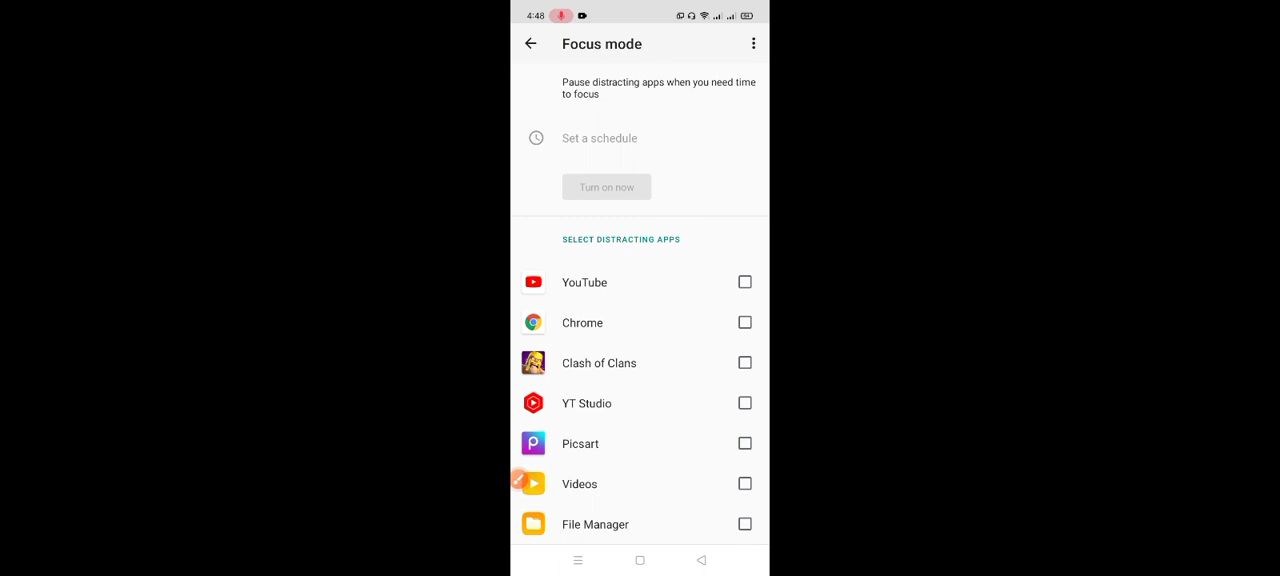 4:48
Focus mode
Pause distracting apps when you need time
to focus
Set a schedule
Turn on now
SELECT DISTRACTING APPS
YouTube
Chrome
Clash of Clans
YT Studio
Picsart
Videos
File Manager